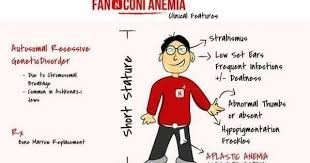 FANCONI ANEMIA
Clinical Features
Autosomal Recessive
Genetic Disorder
- Due to Chromosomal
Breakage
- Common in Ashkenazi
Jews
Rx
Bone Marrow Replacement
Short Stature
Strabismus
Low Set Ears
Frequent Infections
+/- Deafness
Abnormal Thumbs
or absent
Hypopigmentation
Freckles
APLASTIC ANEMIA